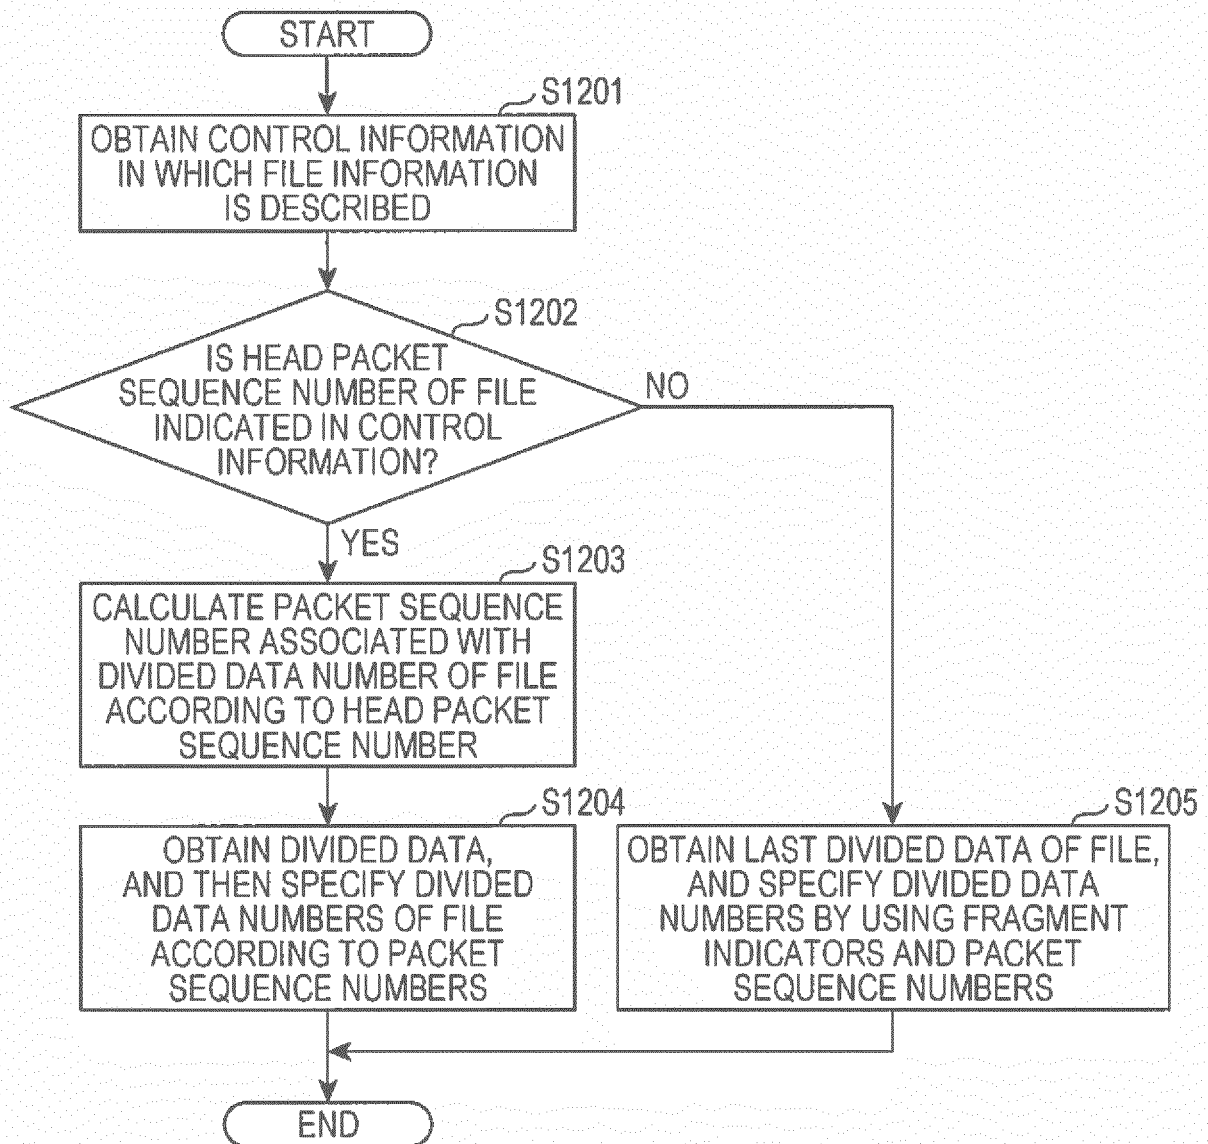 START
S1201
OBTAIN CONTROL INFORMATION
IN WHICH FILE INFORMATION
IS DESCRIBED
S1202
IS HEAD PACKET
SEQUENCE NUMBER OF FILE
INDICATED IN CONTROL
INFORMATION?
NO
YES
S1203
CALCULATE PACKET SEQUENCE
NUMBER ASSOCIATED WITH
DIVIDED DATA NUMBER OF FILE
ACCORDING TO HEAD PACKET
SEQUENCE NUMBER
S1204
OBTAIN DIVIDED DATA,
AND THEN SPECIFY DIVIDED
DATA NUMBERS OF FILE
ACCORDING TO PACKET
SEQUENCE NUMBERS
S1205
OBTAIN LAST DIVIDED DATA OF FILE,
AND SPECIFY DIVIDED DATA
NUMBERS BY USING FRAGMENT
INDICATORS AND PACKET
SEQUENCE NUMBERS
END